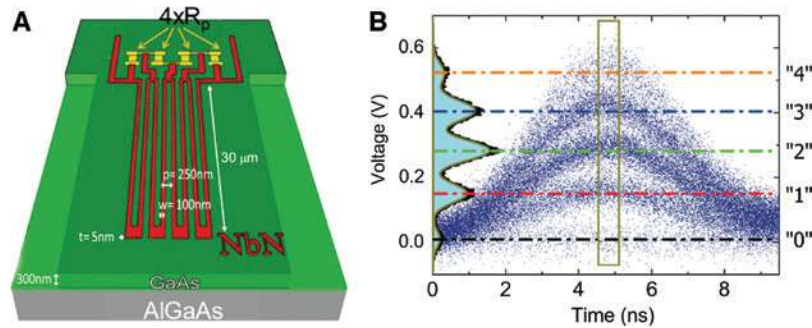 A
4xRp
30 μm
p= 250nm
w= 100nm
t= 5nm
NbN
300nm
GaAs
AlGaAs
B
Voltage (V)
0.6
0.4
0.2
0.0
"4"
"3"
"2"
"1"
"0"
0 2 4 6 8
Time (ns)